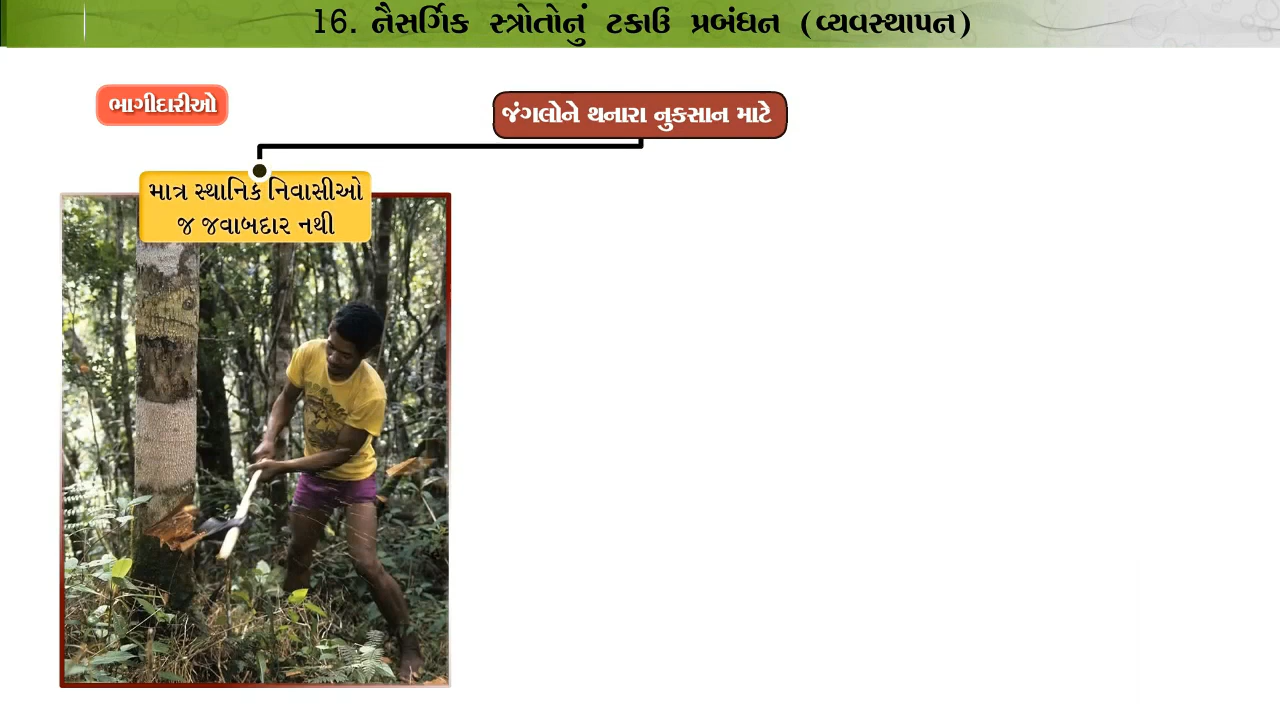 16. નૈસર્ગિક સ્ત્રોતોનું ટકાઉ પ્રબંધન (વ્યવસ્થાપન)
ભાગીદારીઓ
જંગલોને થનારા નુકસાન માટે
માત્ર સ્થાનિક નિવાસીઓ
જ જવાબદાર નથી